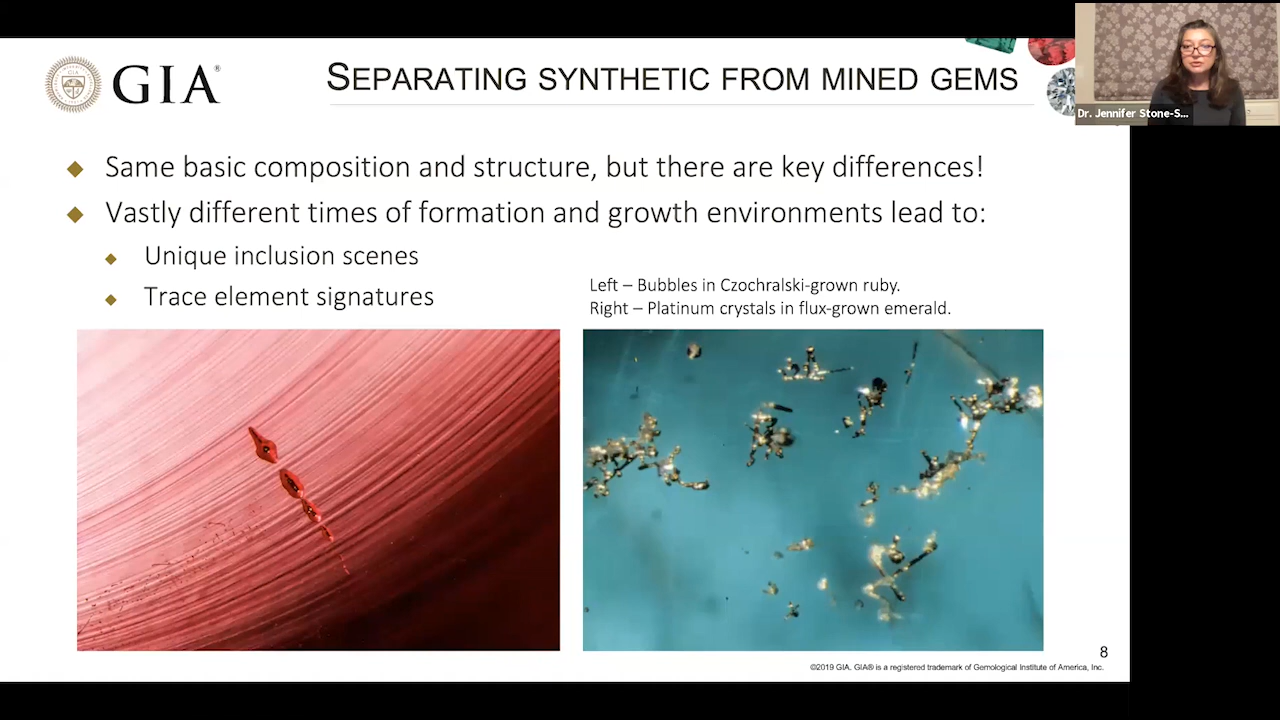 GIA®
SEPARATING SYNTHETIC FROM MINED GEMS
Dr. Jennifer Stone-S...
Same basic composition and structure, but there are key differences!
Vastly different times of formation and growth environments lead to:
Unique inclusion scenes
Trace element signatures
Left – Bubbles in Czochralski-grown ruby.
Right – Platinum crystals in flux-grown emerald.
8
©2019 GIA. GIA® is a registered trademark of Gemological Institute of America, Inc.